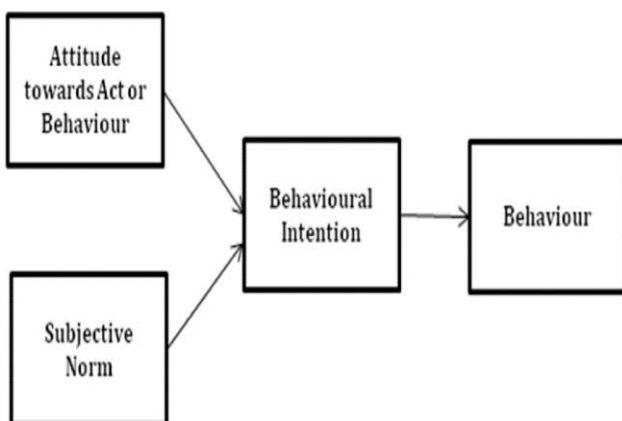 Attitude
towards Act or
Behaviour
Subjective
Norm
Behavioural
Intention
Behaviour